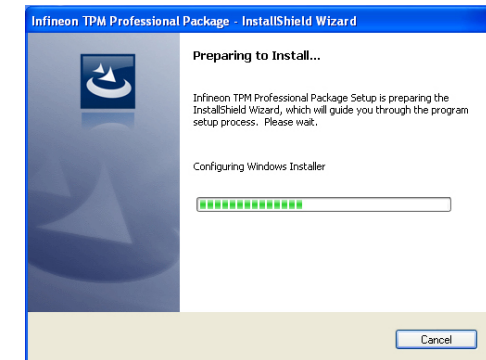 Infineon TPM Professional Package - InstallShield Wizard
Preparing to Install...
Infineon TPM Professional Package Setup is preparing the
InstallShield Wizard, which will guide you through the program
setup process. Please wait.
Configuring Windows Installer
Cancel